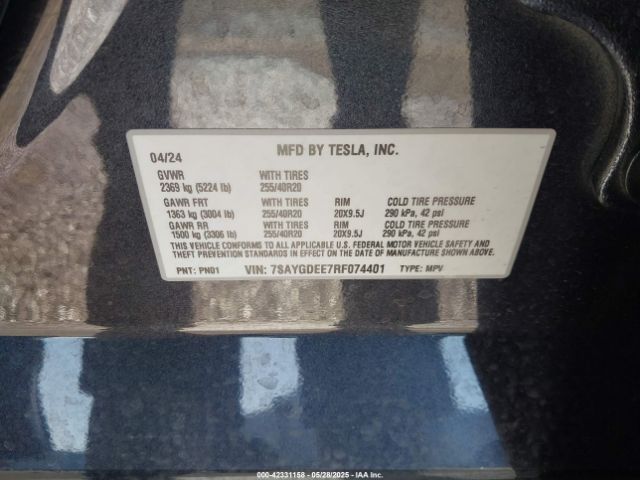 04/24 MFD BY TESLA, INC.
GVWR WITH TIRES
2369 kg (5224 lb) 255/40R20
GAWR FRT WITH TIRES RIM COLD TIRE PRESSURE
1363 kg (3004 lb) 255/40R20 20X9.5J 290 kPa, 42 psi
GAWR RR WITH TIRES RIM COLD TIRE PRESSURE
1500 kg (3306 lb) 255/40R20 20X9.5J 290 kPa, 42 psi
THIS VEHICLE CONFORMS TO ALL APPLICABLE U.S. FEDERAL MOTOR VEHICLE SAFETY AND
THEFT PREVENTION STANDARDS IN EFFECT ON THE DATE OF MANUFACTURE SHOWN ABOVE.
PNT: PN01 VIN: 7SAYGDEE7RF074401 TYPE: MPV
000-42331158 - 05/28/2025 - IAA Inc.